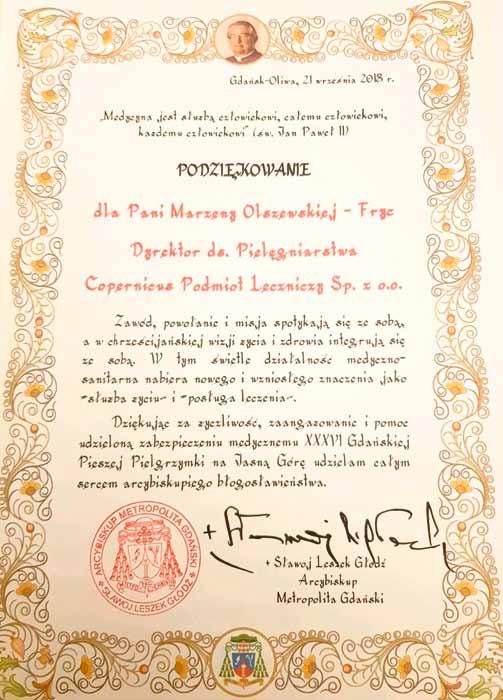 Gdańsk-Oliwa, 21 września 2018 r.
„Medycyna jest służbą człowiekowi, całemu człowiekowi,
każdemu człowiekowi" (św. Jan Paweł II)
PODZIĘKOWANIE
dla Pani Marzeny Olszewskiej - Fryc
Dyrektor ds. Pielęgniarstwa
Copernicus Podmiot Leczniczy Sp. z o.o.
Zawód, powołanie i misja spotykają się ze sobą,
a w chrześcijańskiej wizji życia i zdrowia integrują się
ze sobą. W tym świetle działalność medyczno-
sanitarna nabiera nowego i wzniosłego znaczenia jako
«służba życiu» i «posługa leczenia».
Dziękując za życzliwość, zaangażowanie i pomoc
udzieloną zabezpieczeniu medycznemu XXXVI Gdańskiej
Pieszej Pielgrzymki na Jasną Górę udzielam całym
sercem arcybiskupiego błogosławieństwa.
ARCYBISKUP METROPOLITA GDAŃSKI
SŁAWOJ LESZEK GŁÓDŹ
+ Sławoj Leszek Głódź
Arcybiskup
Metropolita Gdański